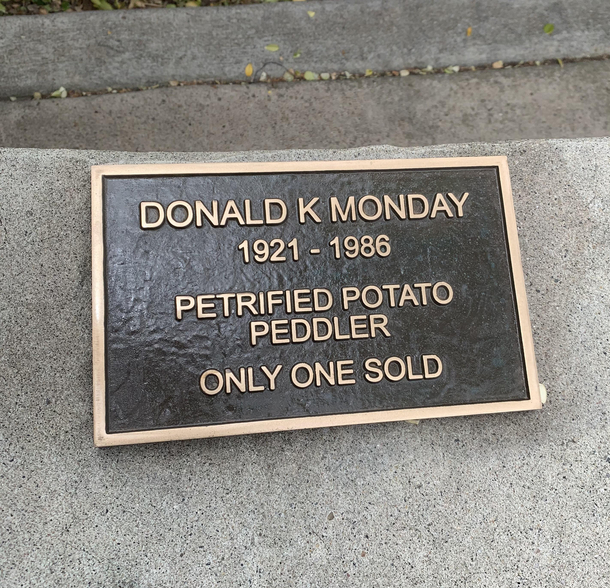 DONALD K MONDAY
1921 - 1986
PETRIFIED POTATO
PEDDLER
ONLY ONE SOLD